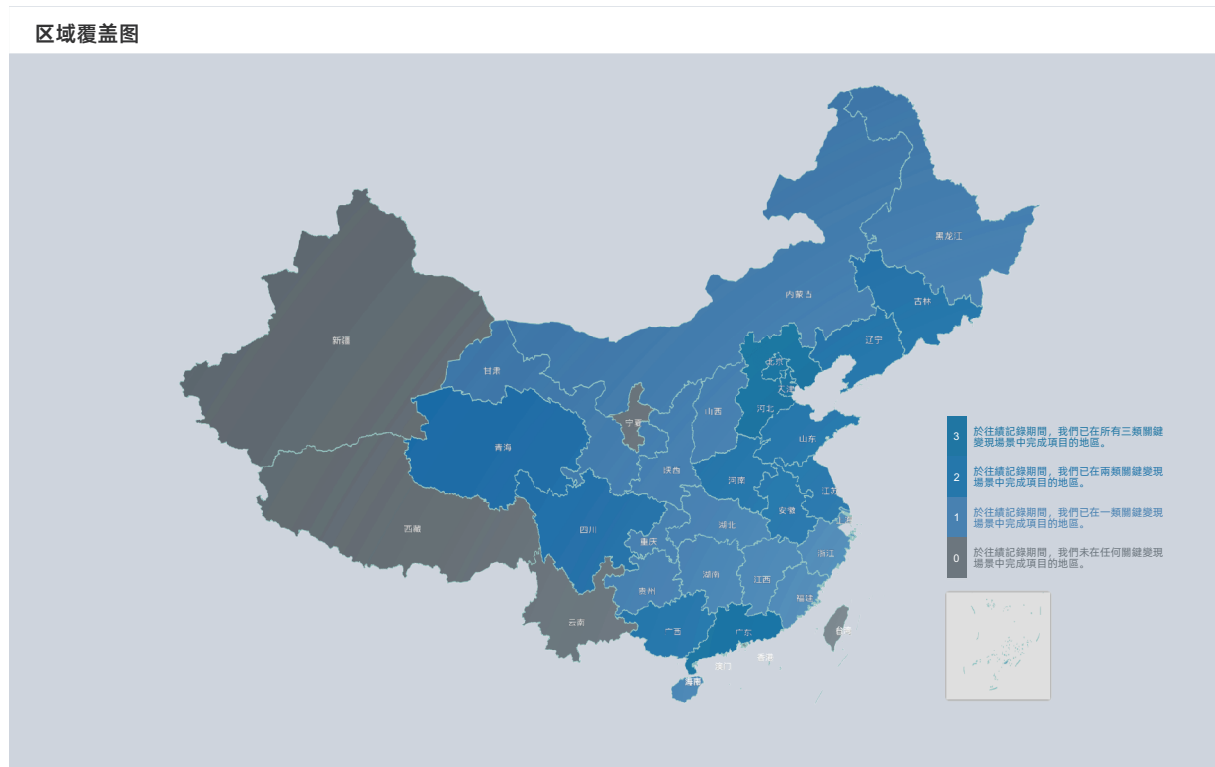 区域覆盖图
黑龙江
内蒙古
吉林
新疆
辽宁
北京
甘肃
天津
河北
山西
宁夏
山东
青海
陕西
河南
江苏
安徽
西藏
四川
湖北
重庆
浙江
湖南
江西
贵州
福建
云南
广西
广东
台湾
香港
澳门
海南
3 於往績記錄期間，我們已在所有三類關鍵
變現場景中完成項目的地區。
2 於往績記錄期間，我們已在兩類關鍵變現
場景中完成項目的地區。
1 於往績記錄期間，我們已在一類關鍵變現
場景中完成項目的地區。
0 於往績記錄期間，我們未在任何關鍵變現
場景中完成項目的地區。